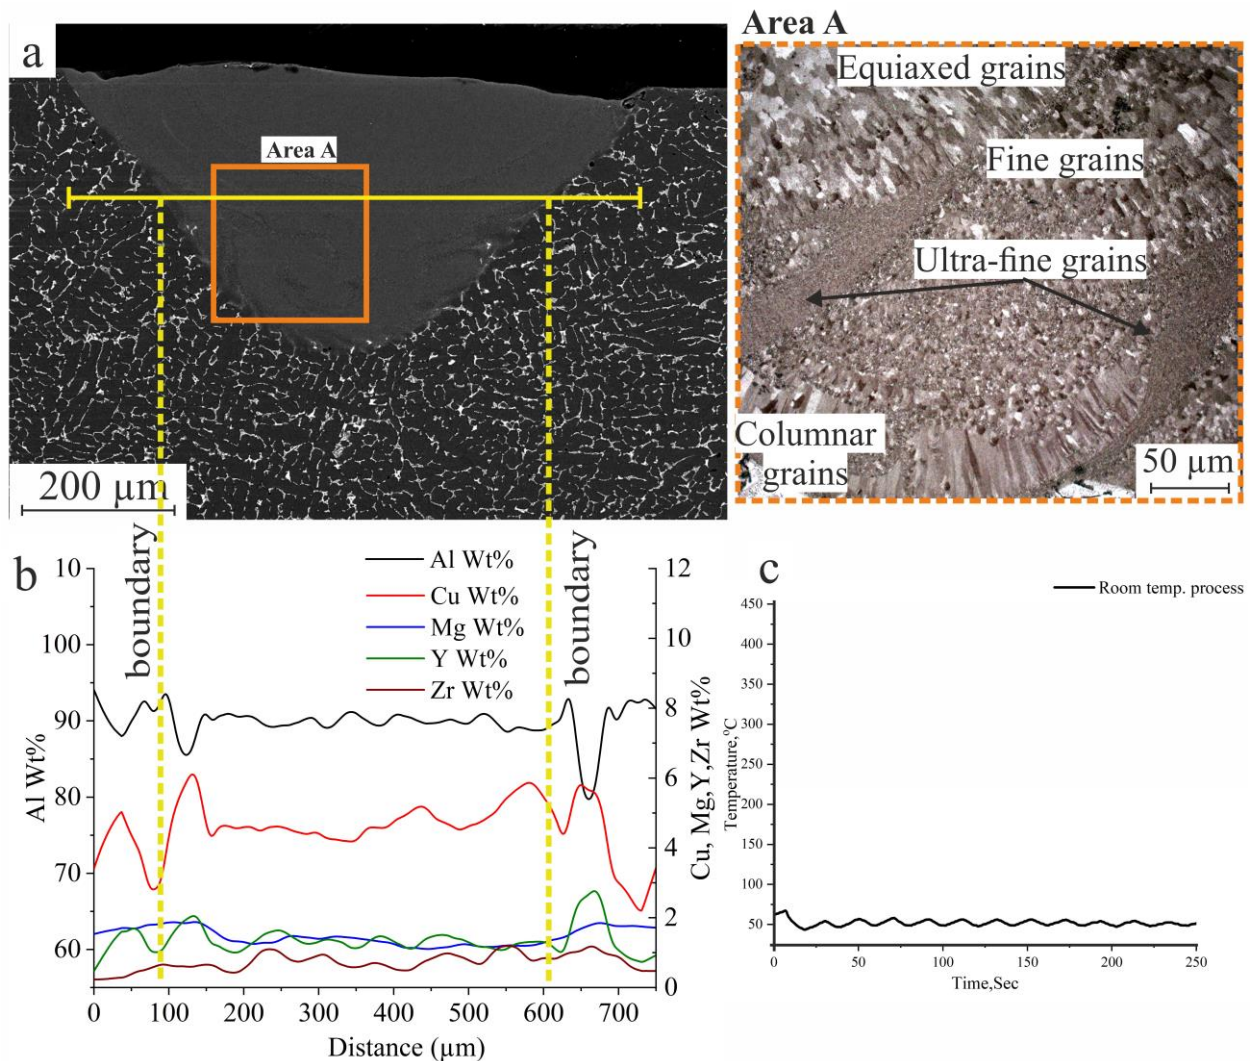 a
Area A
200 µm
Area A
Equiaxed grains
Fine grains
Ultra-fine grains
Columnar
grains
50 µm
b
boundary
boundary
Al Wt%
Cu Wt%
Mg Wt%
Y Wt%
Zr Wt%
10
100
90
80
70
60
Al Wt%
12
10
8
6
4
2
0
Cu, Mg,Y,Zr Wt%
0 100 200 300 400 500 600 700
Distance (µm)
c
Room temp. process
450
400
350
300
250
200
150
100
50
Temperature,°C
0 50 100 150 200 250
Time,Sec